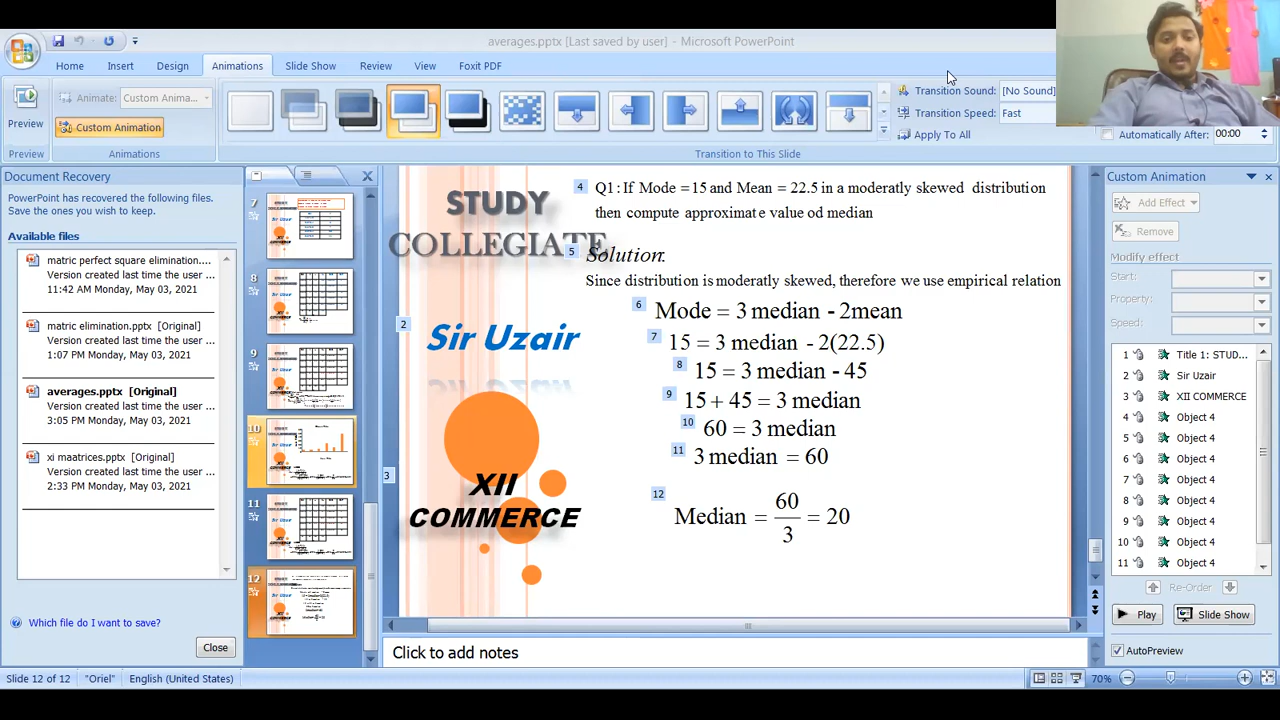 averages.pptx [Last saved by user] - Microsoft PowerPoint
Home Insert Design Animations Slide Show Review View Foxit PDF
Preview
Animate: Custom Anima...
Custom Animation
Transition Sound: [No Sound]
Transition Speed: Fast
Apply To All
Automatically After: 00:00
Preview Animations Transition to This Slide
Document Recovery
PowerPoint has recovered the following files.
Save the ones you wish to keep.
Available files
matric perfect square elimination....
Version created last time the user ...
11:42 AM Monday, May 03, 2021
matric elimination.pptx [Original]
Version created last time the user ...
1:07 PM Monday, May 03, 2021
averages.pptx [Original]
Version created last time the user ...
3:05 PM Monday, May 03, 2021
xi maatrices.pptx [Original]
Version created last time the user ...
2:33 PM Monday, May 03, 2021
Which file do I want to save?
Close
7
8
9
10
11
12
STUDY
COLLEGIATE
2 Sir Uzair
3
XII
COMMERCE
4 Q1: If Mode =15 and Mean = 22.5 in a moderatly skewed distribution
then compute approximat e value od median
5 Solution:
Since distribution is moderatly skewed, therefore we use empirical relation
6 Mode = 3 median - 2mean
7 15 = 3 median - 2(22.5)
8 15 = 3 median - 45
9 15 + 45 = 3 median
10 60 = 3 median
11 3 median = 60
12 Median = 60/3 = 20
Click to add notes
Custom Animation
Add Effect
Remove
Modify effect
Start:
Property:
Speed:
1 Title 1: STUD...
2 Sir Uzair
3 XII COMMERCE
4 Object 4
5 Object 4
6 Object 4
7 Object 4
8 Object 4
9 Object 4
10 Object 4
11 Object 4
Re-Order
Play Slide Show
AutoPreview
Slide 12 of 12 "Oriel" English (United States) 70%